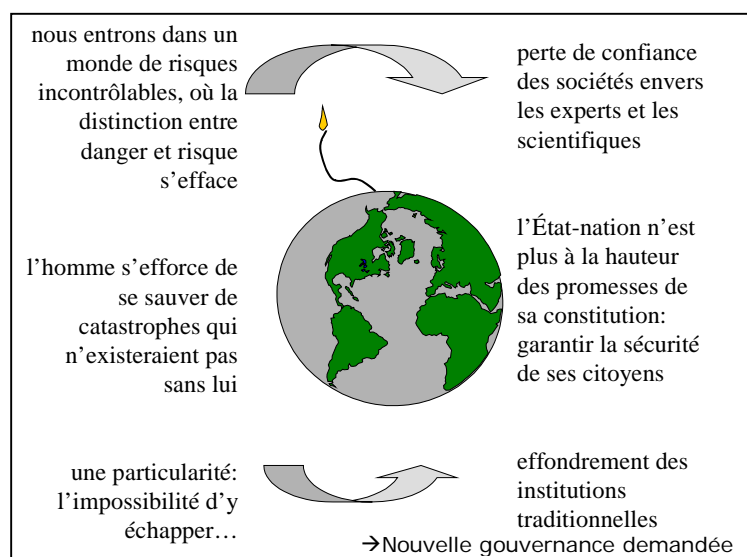 nous entrons dans un
monde de risques
incontrôlables, où la
distinction entre
danger et risque
s'efface
perte de confiance
des sociétés envers
les experts et les
scientifiques
l'homme s'efforce de
se sauver de
catastrophes qui
n'existeraient pas
sans lui
l'État-nation n'est
plus à la hauteur
des promesses de
sa constitution:
garantir la sécurité
de ses citoyens
une particularité:
l'impossibilité d'y
échapper…
effondrement des
institutions
traditionnelles
→Nouvelle gouvernance demandée